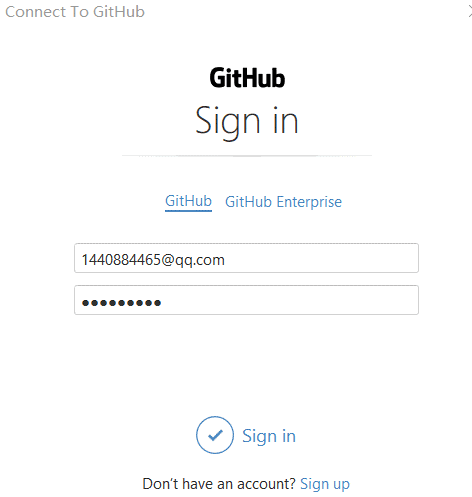 Connect To GitHub
GitHub
Sign in
GitHub GitHub Enterprise
1440884465@qq.com
●●●●●●●●●
Sign in
Don't have an account? Sign up